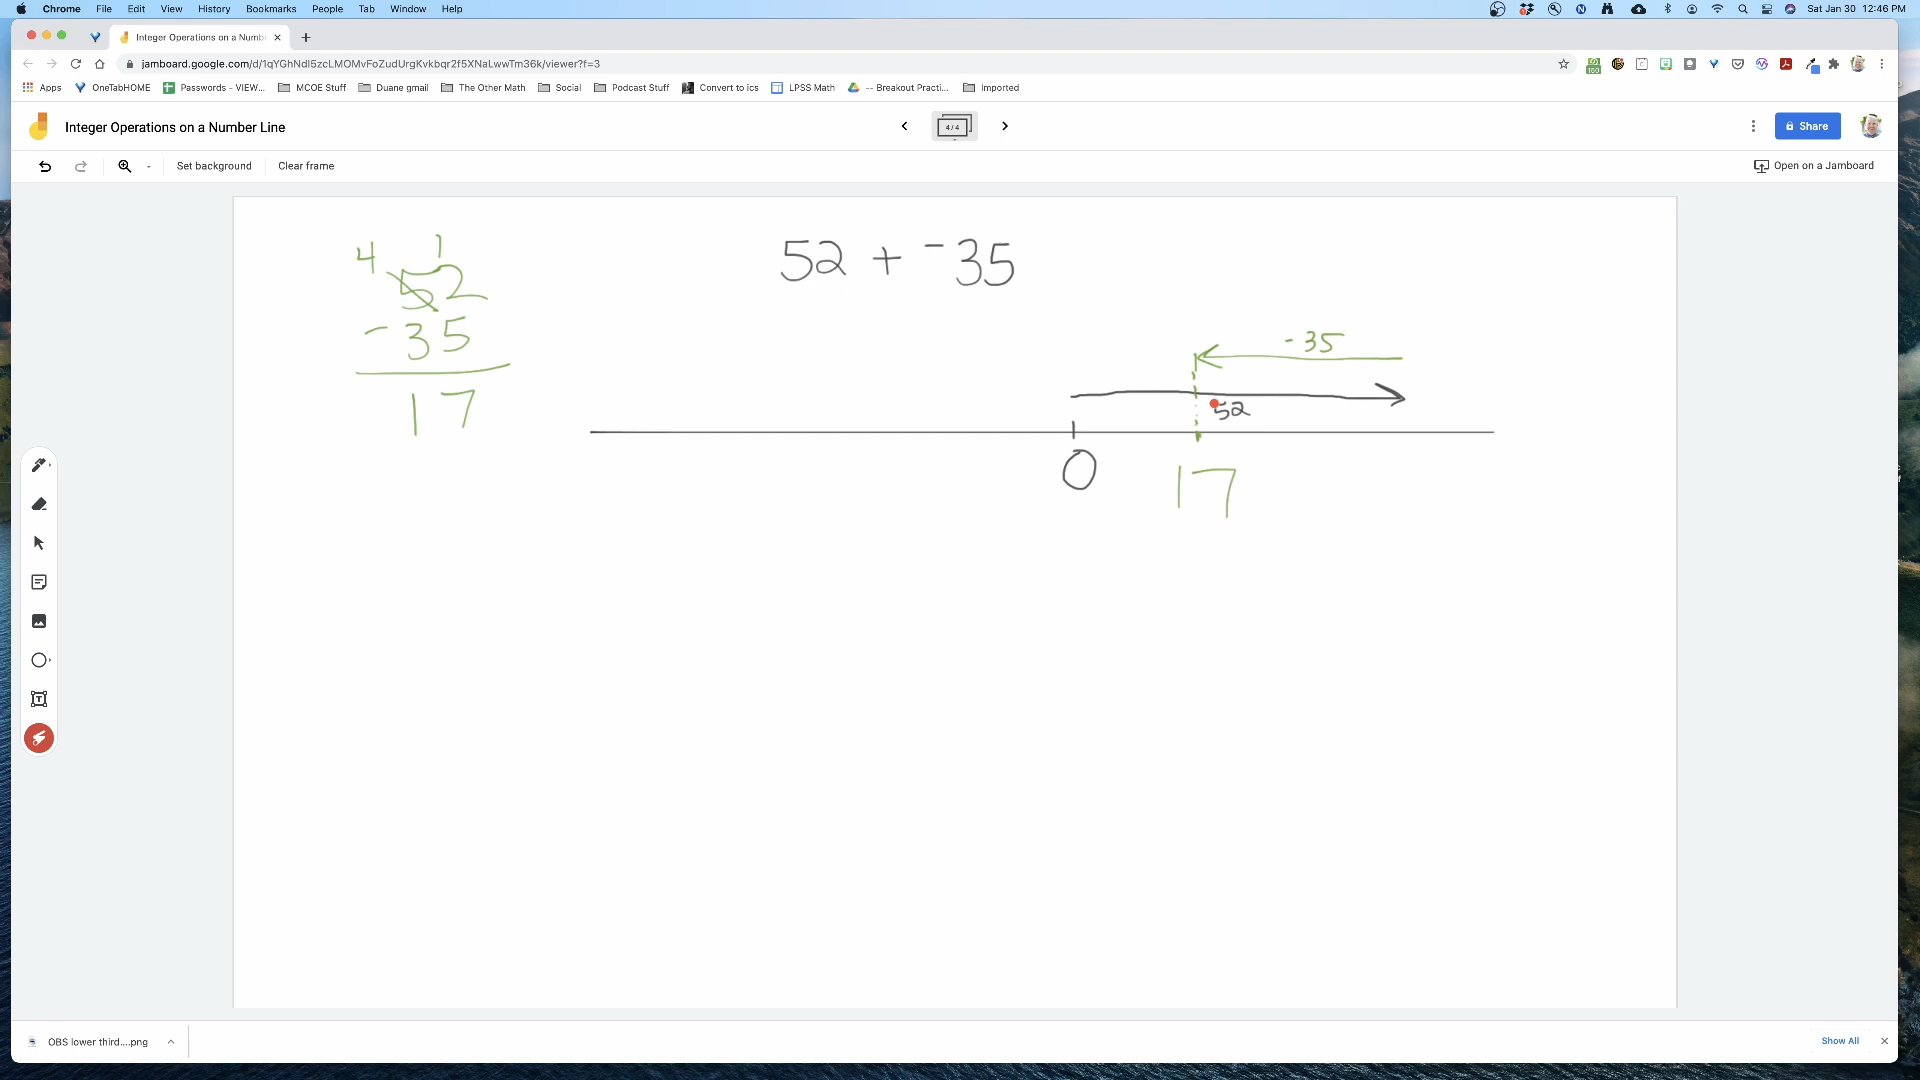 Chrome File Edit View History Bookmarks People Tab Window Help Sat Jan 30 12:46 PM
Integer Operations on a Numb
jamboard.google.com/d/1qYGhNdl5zcLMOMvFoZudUrgKvkbqr2f5XNaLwwTm36k/viewer?f=3
Apps OneTabHOME Passwords - VIEW... MCOE Stuff Duane gmail The Other Math Social Podcast Stuff Convert to ics LPSS Math -- Breakout Practi... Imported
Integer Operations on a Number Line 4 / 4 Share
Set background Clear frame Open on a Jamboard
52 + -35
4 1
52
-35
17
-35
52
0
17
OBS lower third....png Show All